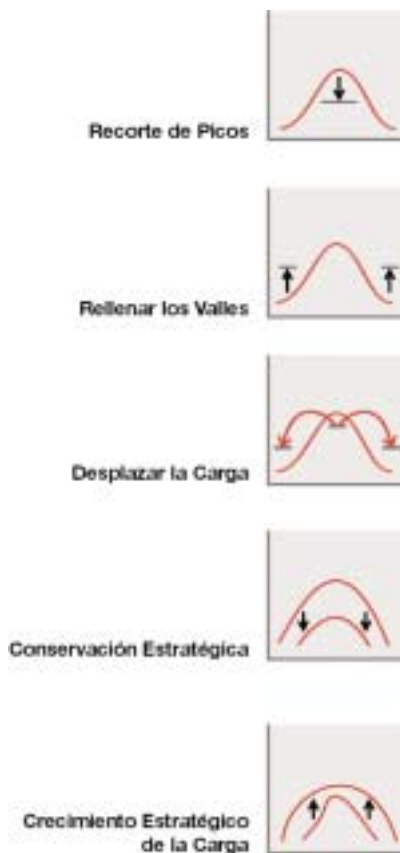 Recorte de Picos
Rellenar los Valles
Desplazar la Carga
Conservación Estratégica
Crecimiento Estratégico
de la Carga